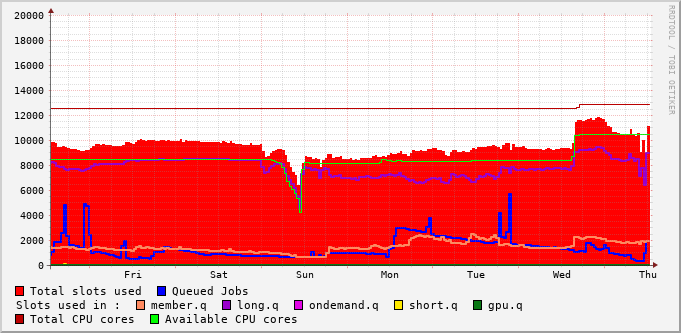 20000
18000
16000
14000
12000
10000
8000
6000
4000
2000
0
Fri Sat Sun Mon Tue Wed Thu
RRDTOOL / TOBI OETIKER
Total slots used Queued Jobs
Slots used in : member.q long.q ondemand.q short.q gpu.q
Total CPU cores Available CPU cores